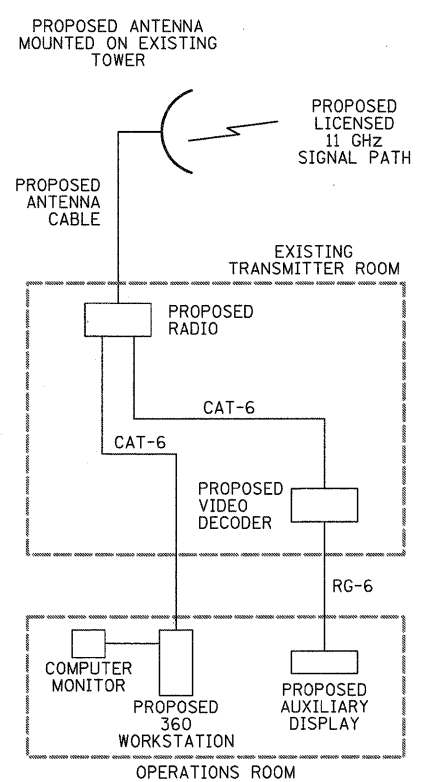 PROPOSED ANTENNA
MOUNTED ON EXISTING
TOWER
PROPOSED
LICENSED
11 GHz
SIGNAL PATH
PROPOSED
ANTENNA
CABLE
EXISTING
TRANSMITTER ROOM
PROPOSED
RADIO
CAT-6
CAT-6
PROPOSED
VIDEO
DECODER
RG-6
COMPUTER
MONITOR
PROPOSED
360
WORKSTATION
PROPOSED
AUXILIARY
DISPLAY
OPERATIONS ROOM